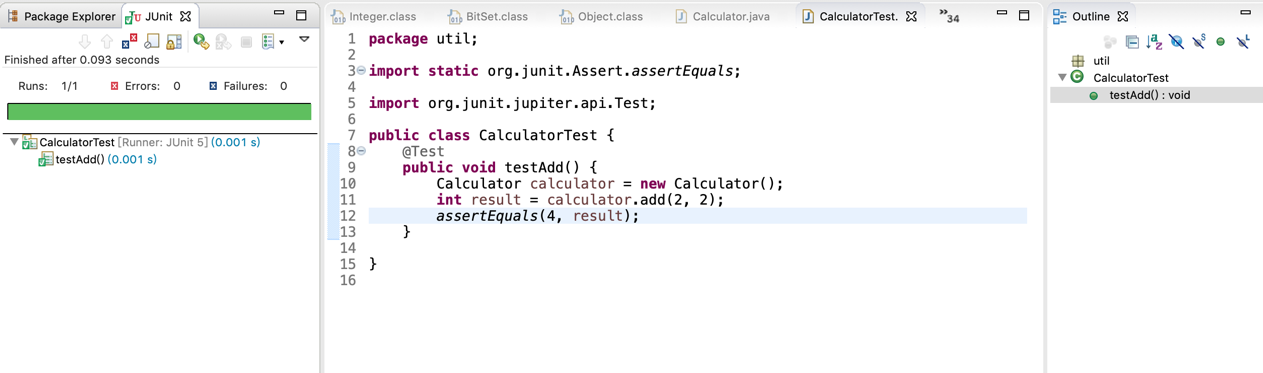 Package Explorer
JUnit
Finished after 0.093 seconds
Runs: 1/1
Errors: 0
Failures: 0
CalculatorTest [Runner: JUnit 5] (0.001 s)
testAdd() (0.001 s)
Integer.class
BitSet.class
Object.class
Calculator.java
CalculatorTest.
»34
1 package util;
2
3 import static org.junit.Assert.assertEquals;
4
5 import org.junit.jupiter.api.Test;
6
7 public class CalculatorTest {
8 @Test
9 public void testAdd() {
10 Calculator calculator = new Calculator();
11 int result = calculator.add(2, 2);
12 assertEquals(4, result);
13 }
14
15 }
16
Outline
util
CalculatorTest
testAdd() : void